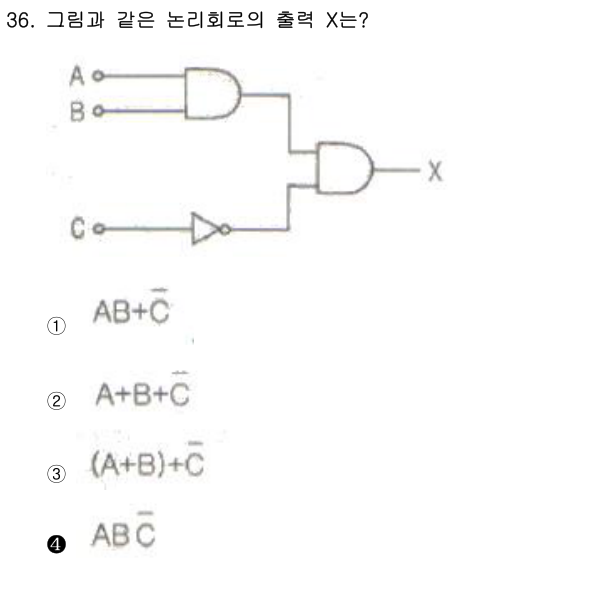 36. 그림과 같은 논리회로의 출력 X는?
A
B
X
C
① AB+C̅
② A+B+C̅
③ (A+B)+C̅
❹ ABC̅